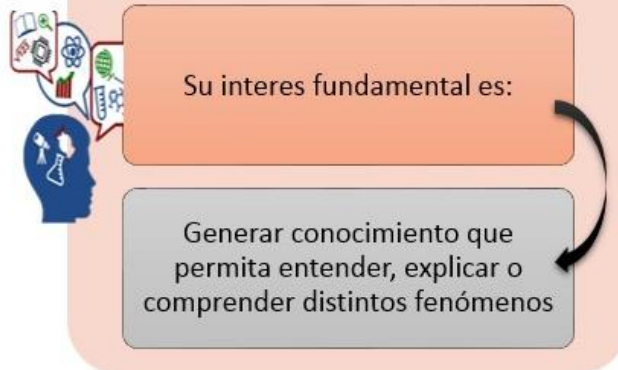 Su interes fundamental es:
Generar conocimiento que
permita entender, explicar o
comprender distintos fenómenos